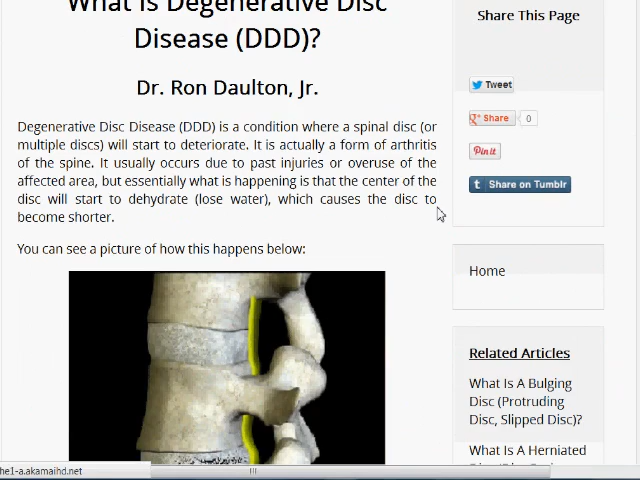 What Is Degenerative Disc
Disease (DDD)?
Dr. Ron Daulton, Jr.
Degenerative Disc Disease (DDD) is a condition where a spinal disc (or
multiple discs) will start to deteriorate. It is actually a form of arthritis
of the spine. It usually occurs due to past injuries or overuse of the
affected area, but essentially what is happening is that the center of the
disc will start to dehydrate (lose water), which causes the disc to
become shorter.
You can see a picture of how this happens below:
Share This Page
Tweet
g+ Share 0
Pin it
t Share on Tumblr
Home
Related Articles
What Is A Bulging
Disc (Protruding
Disc, Slipped Disc)?
What Is A Herniated
he1-a.akamaihd.net